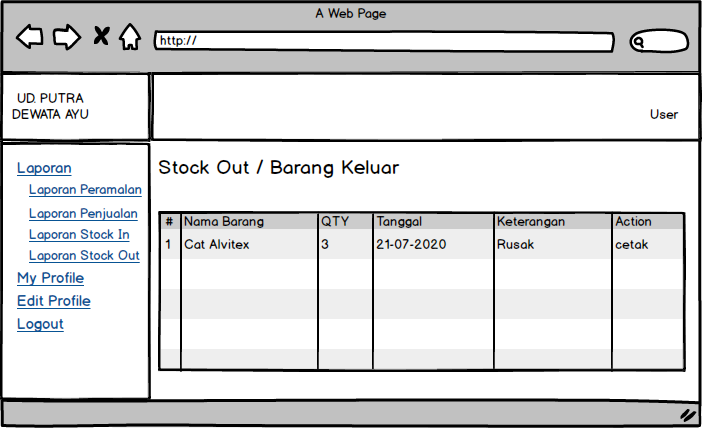 A Web Page
http://
UD. PUTRA
DEWATA AYU
User
Laporan
Laporan Peramalan
Laporan Penjualan
Laporan Stock In
Laporan Stock Out
My Profile
Edit Profile
Logout
Stock Out / Barang Keluar
# Nama Barang QTY Tanggal Keterangan Action
1 Cat Alvitex 3 21-07-2020 Rusak cetak